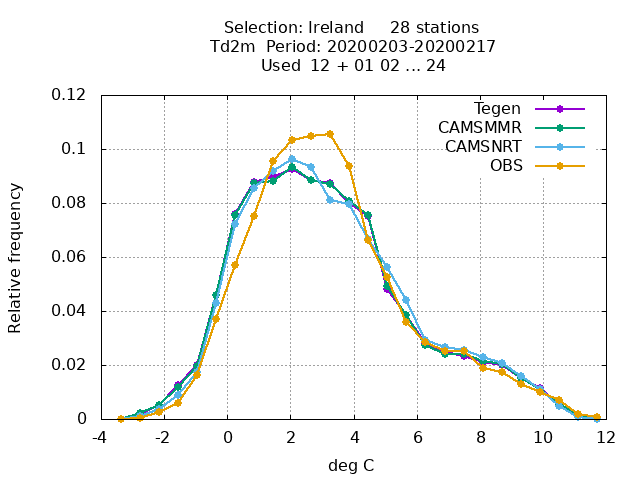 Selection: Ireland     28 stations
Td2m  Period: 20200203-20200217
Used  12 + 01 02 ... 24
Tegen
CAMSMMR
CAMSNRT
OBS
0.12
0.1
0.08
0.06
0.04
0.02
0
Relative frequency
-4 -2 0 2 4 6 8 10 12
deg C